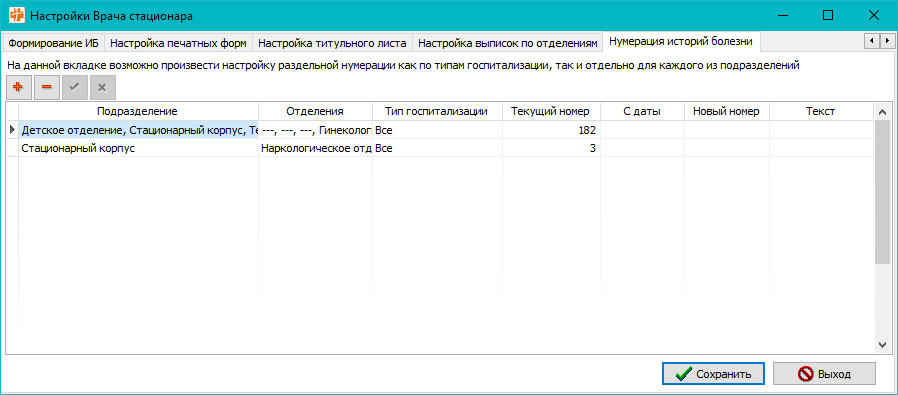 Настройки Врача стационара
Формирование ИБ Настройка печатных форм Настройка титульного листа Настройка выписок по отделениям Нумерация историй болезни
На данной вкладке возможно произвести настройку раздельной нумерации как по типам госпитализации, так и отдельно для каждого из подразделений
Подразделение Отделения Тип госпитализации Текущий номер С даты Новый номер Текст
Детское отделение, Стационарный корпус, Те ---, ---, ---, Гинеколог Все 182
Стационарный корпус Наркологическое отд Все 3
Сохранить Выход